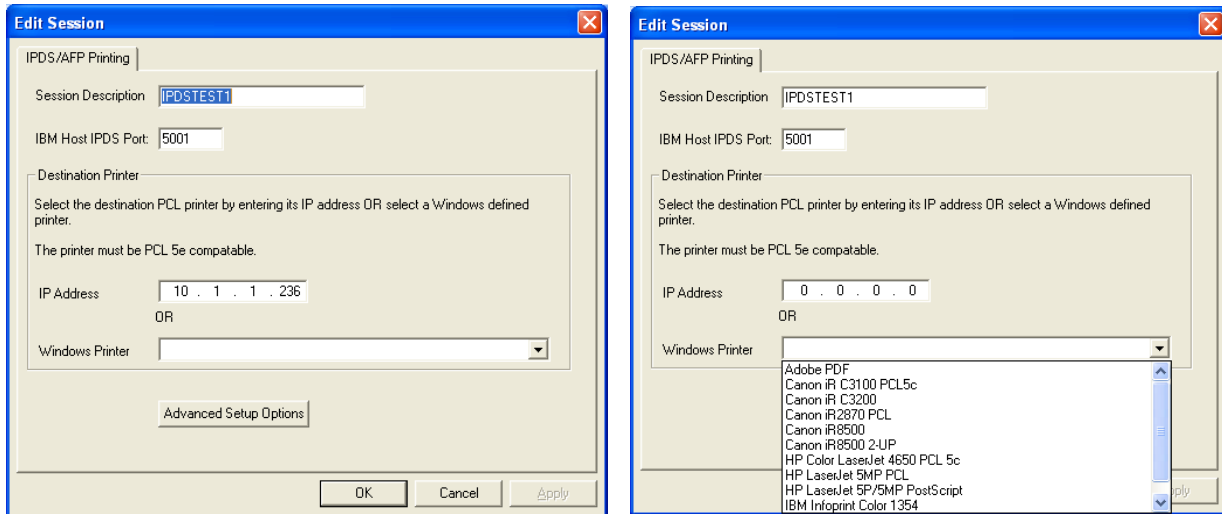 Edit Session
IPDS/AFP Printing
Session Description IPDSTEST1
IBM Host IPDS Port: 5001
Destination Printer
Select the destination PCL printer by entering its IP address OR select a Windows defined
printer.
The printer must be PCL 5e compatable.
IP Address 10 . 1 . 1 . 236
OR
Windows Printer
Advanced Setup Options
OK Cancel Apply
Edit Session
IPDS/AFP Printing
Session Description IPDSTEST1
IBM Host IPDS Port: 5001
Destination Printer
Select the destination PCL printer by entering its IP address OR select a Windows defined
printer.
The printer must be PCL 5e compatable.
IP Address 0 . 0 . 0 . 0
OR
Windows Printer
Adobe PDF
Canon iR C3100 PCL5c
Canon iR C3200
Canon iR2870 PCL
Canon iR8500
Canon iR8500 2-UP
HP Color LaserJet 4650 PCL 5c
HP LaserJet 5MP PCL
HP LaserJet 5P/5MP PostScript
IBM Infoprint Color 1354
ply